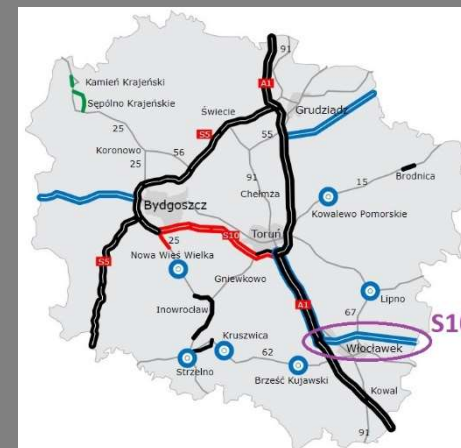 91
A1
Kamień Krajeński
Sępólno Krajeńskie
Grudziądz
Świecie
25
S5
55
Koronowo
56
25
91
Chełmża
15
Brodnica
Bydgoszcz
Kowalewo Pomorskie
Toruń
S10
25
Nowa Wieś Wielka
S5
Gniewkowo
A1
Lipno
Inowrocław
67
S10
Kruszwica
Włocławek
62
Strzelno
Brześć Kujawski
Kowal
91